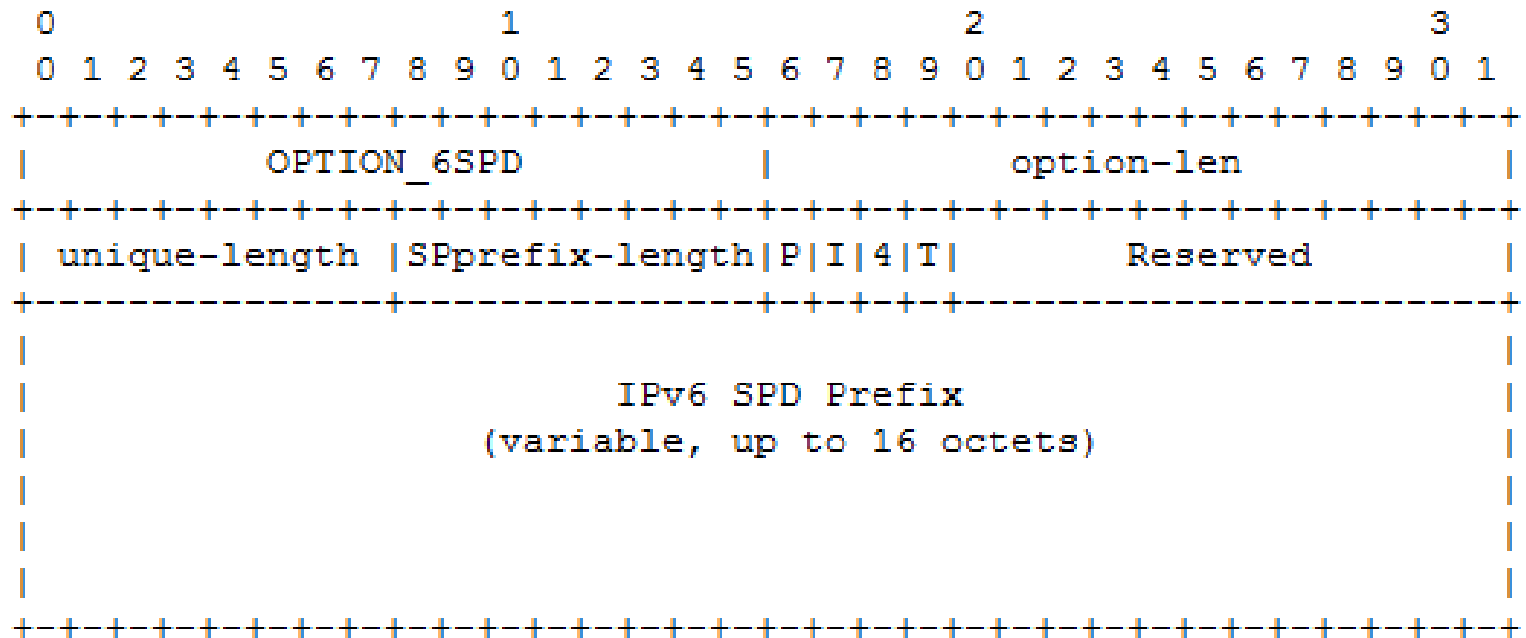 0                   1                   2                   3
 0 1 2 3 4 5 6 7 8 9 0 1 2 3 4 5 6 7 8 9 0 1 2 3 4 5 6 7 8 9 0 1
+-+-+-+-+-+-+-+-+-+-+-+-+-+-+-+-+-+-+-+-+-+-+-+-+-+-+-+-+-+-+-+-+
|          OPTION_6SPD          |          option-len           |
+-+-+-+-+-+-+-+-+-+-+-+-+-+-+-+-+-+-+-+-+-+-+-+-+-+-+-+-+-+-+-+-+
| unique-length |SPprefix-length|P|I|4|T|       Reserved        |
+---------------+---------------+-+-+-+-+-----------------------+
|                                                               |
|                         IPv6 SPD Prefix                       |
|                   (variable, up to 16 octets)                 |
|                                                               |
|                                                               |
|                                                               |
+-+-+-+-+-+-+-+-+-+-+-+-+-+-+-+-+-+-+-+-+-+-+-+-+-+-+-+-+-+-+-+-+